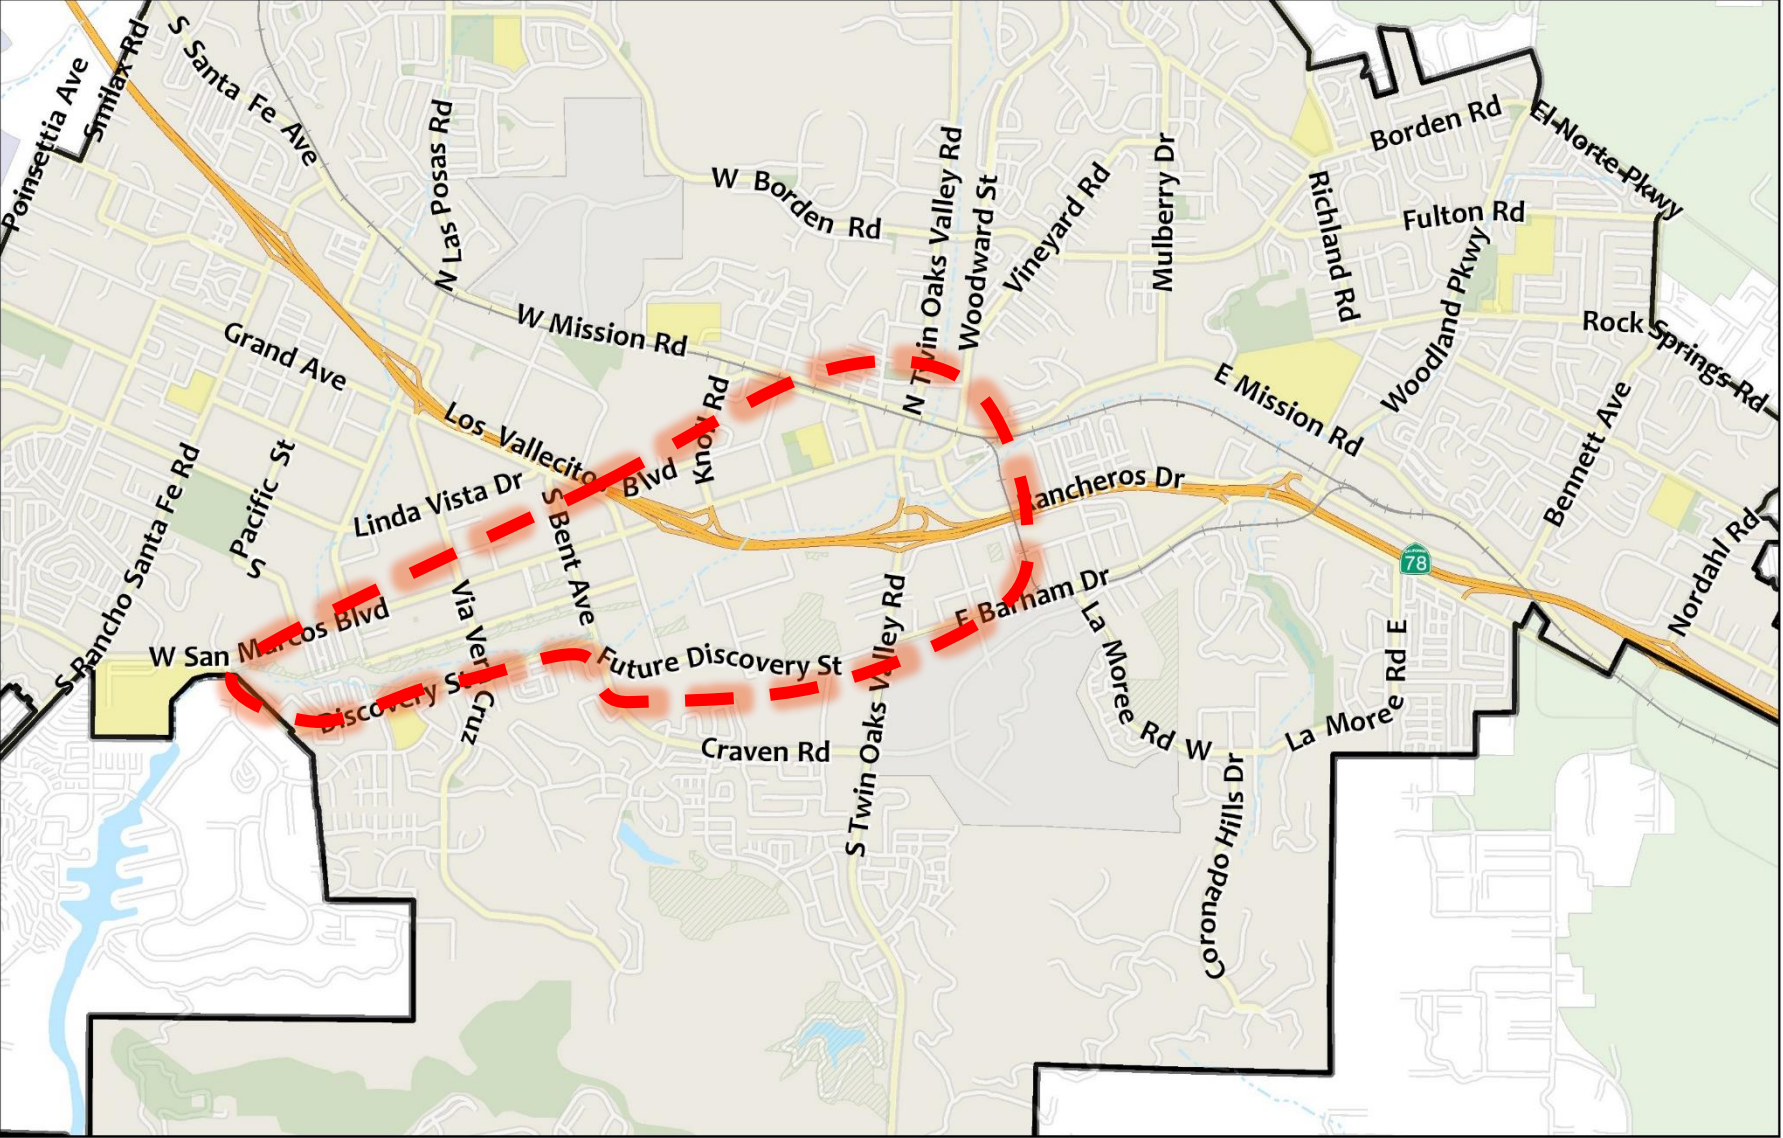 S Santa Fe Ave
Smilax Rd
Poinsettia Ave
N Las Posas Rd
W Borden Rd
N Twin Oaks Valley Rd
Woodward St
Vineyard Rd
Mulberry Dr
Borden Rd
El Norte Pkwy
Richland Rd
Fulton Rd
Woodland Pkwy
Rock Springs Rd
W Mission Rd
Grand Ave
Los Vallecitos Blvd
Knoll Rd
E Mission Rd
Bennett Ave
Linda Vista Dr
S Pacific St
S Rancho Santa Fe Rd
S Bent Ave
Rancheros Dr
CALIFORNIA
78
Nordahl Rd
Via Vera Cruz
W San Marcos Blvd
E Barham Dr
La Moree Rd W
La Moree Rd E
Future Discovery St
Discovery St
Craven Rd
S Twin Oaks Valley Rd
Coronado Hills Dr